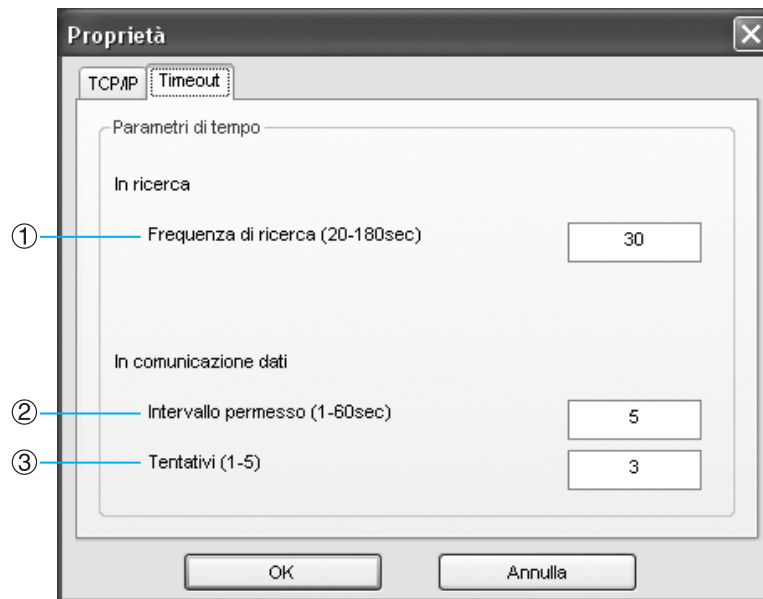 Proprietà
TCP/IP Timeout
Parametri di tempo
In ricerca
① Frequenza di ricerca (20-180sec) 30
In comunicazione dati
② Intervallo permesso (1-60sec) 5
③ Tentativi (1-5) 3
OK Annulla